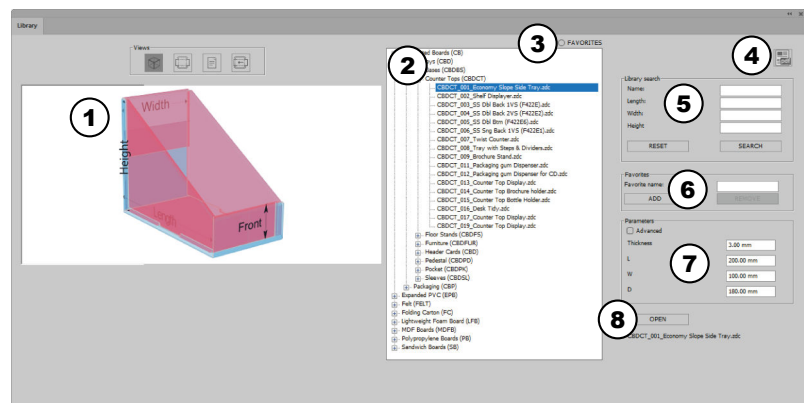 Library
Views
FAVORITES
1
2
3
4
5
6
7
8
Width
Height
Length
Front
Boards (CB)
(CBD)
(CBDBS)
Counter Tops (CBDCT)
CBDCT_001_Economy Slope Side Tray.zdc
CBDCT_002_Shelf Displayer.zdc
CBDCT_003_SS Dbl Back 1VS (F422E).zdc
CBDCT_004_SS Dbl Back 2VS (F422E2).zdc
CBDCT_005_SS Dbl Btm (F422E6).zdc
CBDCT_006_SS Sng Back 1VS (F422E1).zdc
CBDCT_007_Twist Counter.zdc
CBDCT_008_Tray with Steps & Dividers.zdc
CBDCT_009_Brochure Stand.zdc
CBDCT_011_Packaging gum Dispenser.zdc
CBDCT_012_Packaging gum Dispenser for CD.zdc
CBDCT_013_Counter Top Display.zdc
CBDCT_014_Counter Top Brochure holder.zdc
CBDCT_015_Counter Top Bottle Holder.zdc
CBDCT_016_Desk Tidy.zdc
CBDCT_017_Counter Top Display.zdc
CBDCT_019_Counter Top Display.zdc
Floor Stands (CBDFS)
Furniture (CBDFUR)
Header Cards (CBD)
Pedestal (CBDPD)
Pocket (CBDPK)
Sleeves (CBDSL)
Packaging (CBP)
Expanded PVC (EPB)
Felt (FELT)
Folding Carton (FC)
Lightweight Foam Board (LFB)
MDF Boards (MDFB)
Polypropylene Boards (PB)
Sandwich Boards (SB)
Library search
Name:
Length:
Width:
Height
RESET SEARCH
Favorites
Favorite name:
ADD REMOVE
Parameters
Advanced
Thickness 3.00 mm
L 200.00 mm
W 100.00 mm
D 180.00 mm
OPEN
CBDCT_001_Economy Slope Side Tray.zdc